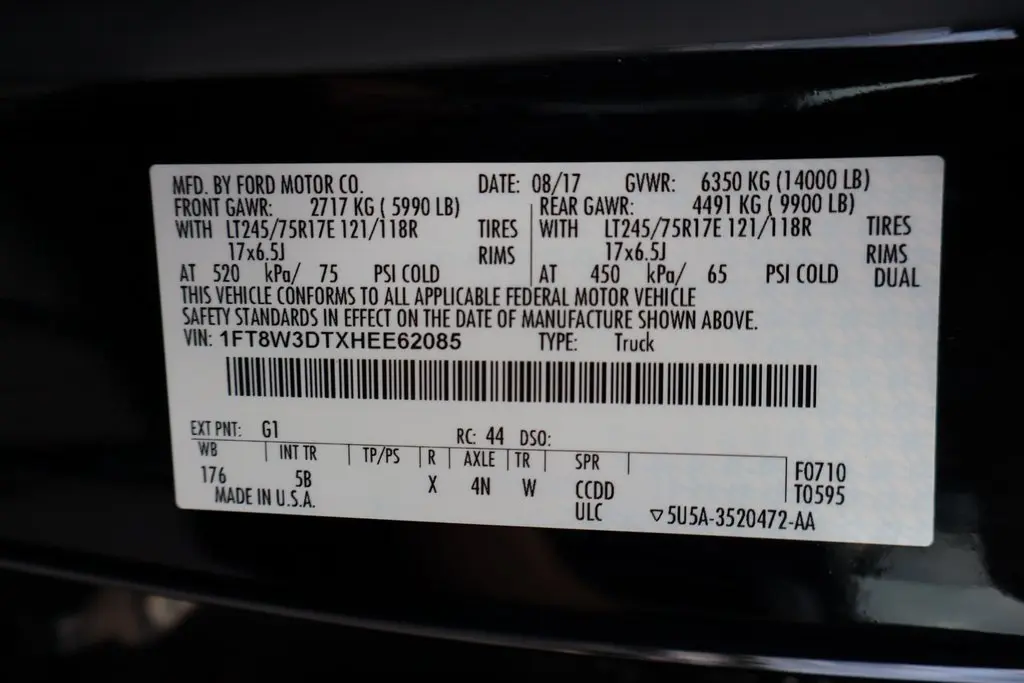 MFD. BY FORD MOTOR CO. DATE: 08/17 GVWR: 6350 KG (14000 LB)
FRONT GAWR: 2717 KG ( 5990 LB) REAR GAWR: 4491 KG ( 9900 LB)
WITH LT245/75R17E 121/118R TIRES WITH LT245/75R17E 121/118R TIRES
17x6.5J RIMS 17x6.5J RIMS
AT 520 kPa/ 75 PSI COLD AT 450 kPa/ 65 PSI COLD DUAL
THIS VEHICLE CONFORMS TO ALL APPLICABLE FEDERAL MOTOR VEHICLE
SAFETY STANDARDS IN EFFECT ON THE DATE OF MANUFACTURE SHOWN ABOVE.
VIN: 1FT8W3DTXHEE62085 TYPE: Truck
EXT PNT: G1 RC: 44 DSO:
WB INT TR TP/PS R AXLE TR SPR F0710
176 5B X 4N W CCDD T0595
MADE IN U.S.A. ULC ▽5U5A-3520472-AA